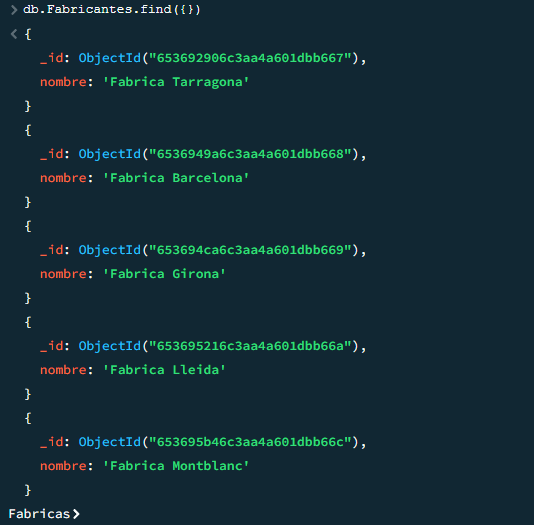 > db.Fabricantes.find({})
< {
_id: ObjectId("653692906c3aa4a601dbb667"),
nombre: 'Fabrica Tarragona'
}
{
_id: ObjectId("6536949a6c3aa4a601dbb668"),
nombre: 'Fabrica Barcelona'
}
{
_id: ObjectId("653694ca6c3aa4a601dbb669"),
nombre: 'Fabrica Girona'
}
{
_id: ObjectId("653695216c3aa4a601dbb66a"),
nombre: 'Fabrica Lleida'
}
{
_id: ObjectId("653695b46c3aa4a601dbb66c"),
nombre: 'Fabrica Montblanc'
}
Fabricas>